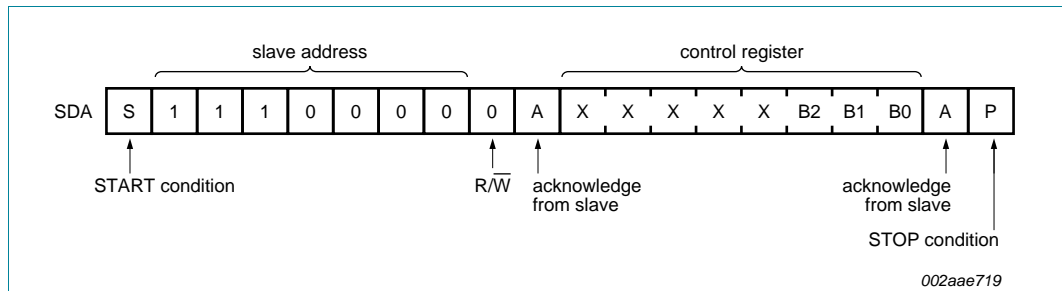 slave address control register
SDA S 1 1 1 0 0 0 0 0 A X X X X X B2 B1 B0 A P
START condition R/W̅ acknowledge acknowledge
from slave from slave
STOP condition
002aae719